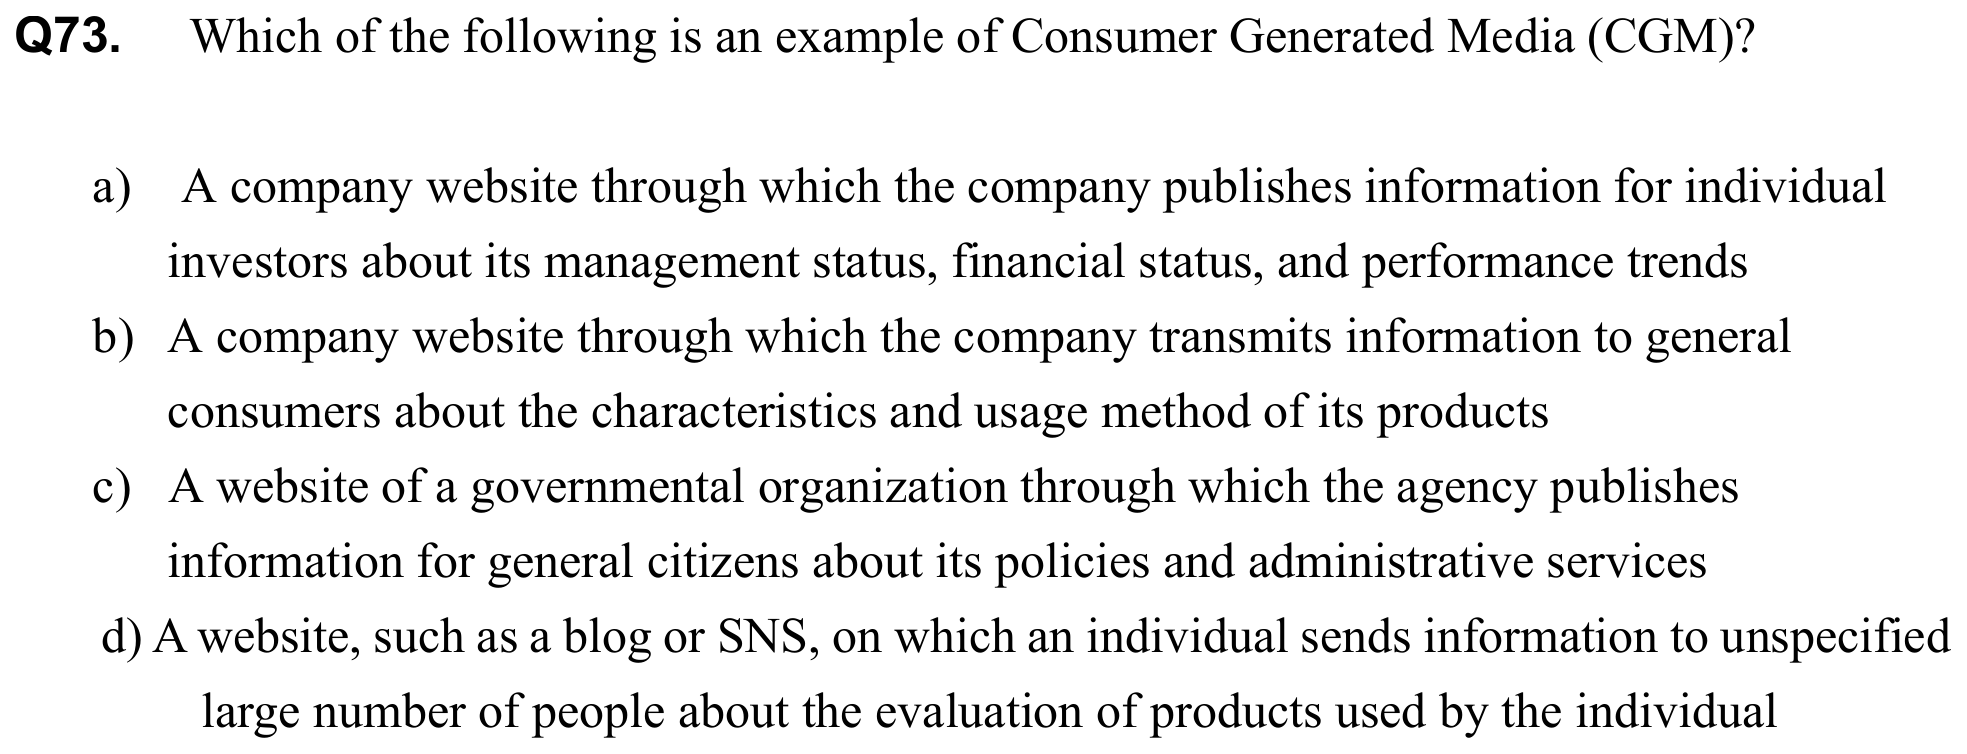 Q73. Which of the following is an example of Consumer Generated Media (CGM)?
a) A company website through which the company publishes information for individual
investors about its management status, financial status, and performance trends
b) A company website through which the company transmits information to general
consumers about the characteristics and usage method of its products
c) A website of a governmental organization through which the agency publishes
information for general citizens about its policies and administrative services
d) A website, such as a blog or SNS, on which an individual sends information to unspecified
large number of people about the evaluation of products used by the individual